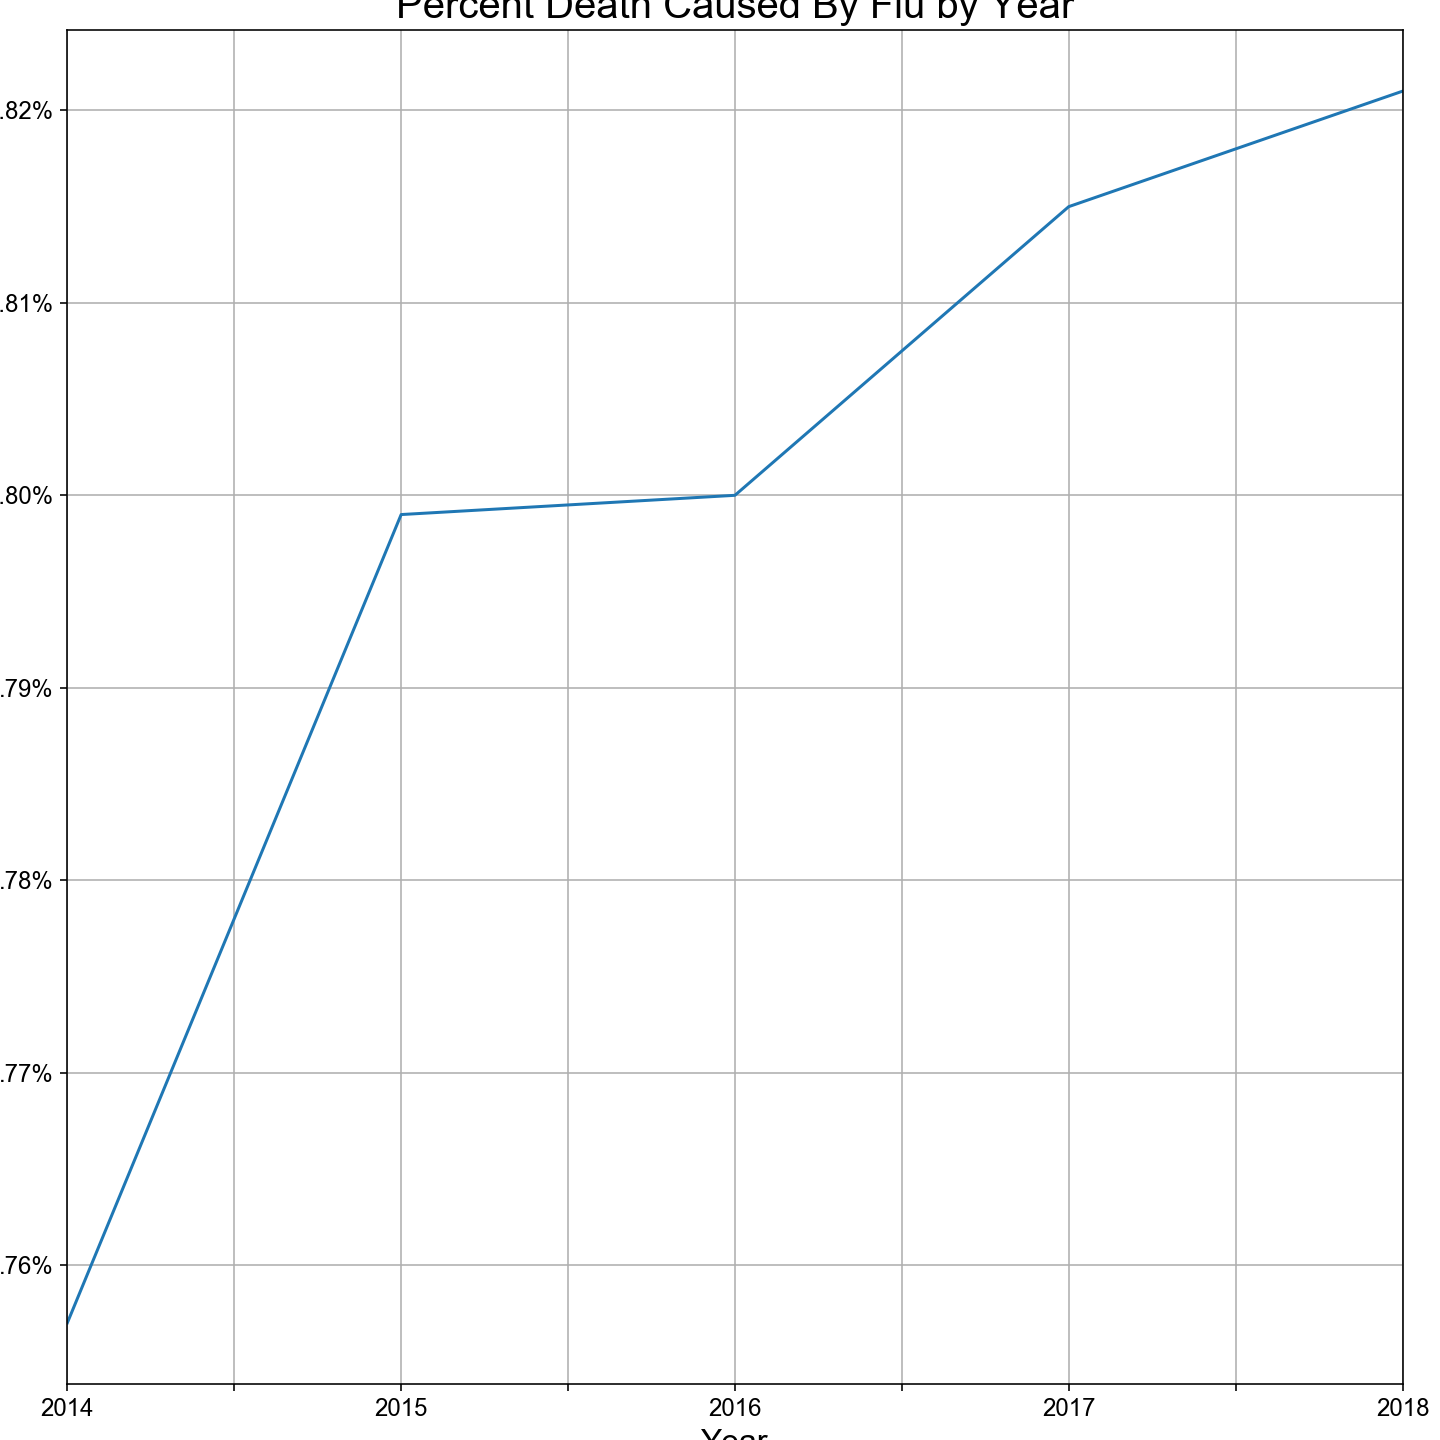 Percent Death Caused By Flu by Year
.82%
.81%
.80%
.79%
.78%
.77%
.76%
2014 2015 2016 2017 2018
Year